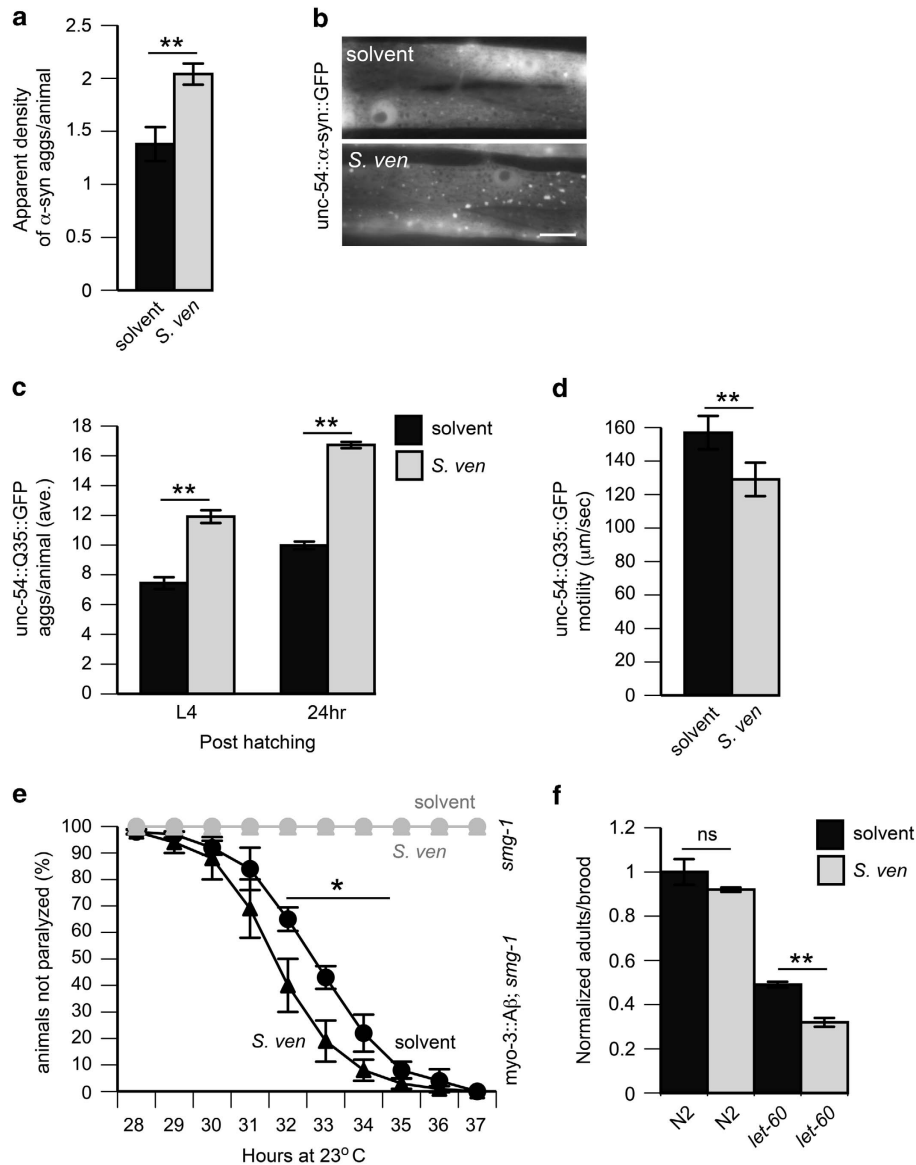 a
Apparent density
of α-syn aggs/animal
2.5
2
1.5
1
0.5
0
**
solvent
S. ven
b
unc-54::α-syn::GFP
solvent
S. ven
c
unc-54::Q35::GFP
aggs/animal (ave.)
18
16
14
12
10
8
6
4
2
0
**
**
L4
24hr
Post hatching
solvent
S. ven
d
unc-54::Q35::GFP
motility (μm/sec)
160
140
120
100
80
60
40
20
0
**
solvent
S. ven
e
animals not paralyzed (%)
100
90
80
70
60
50
40
30
20
10
0
solvent
S. ven
*
S. ven
solvent
smg-1
myo-3::Aβ; smg-1
28 29 30 31 32 33 34 35 36 37
Hours at 23° C
f
Normalized adults/brood
1.2
1
0.8
0.6
0.4
0.2
0
ns
**
N2
N2
let-60
let-60
solvent
S. ven